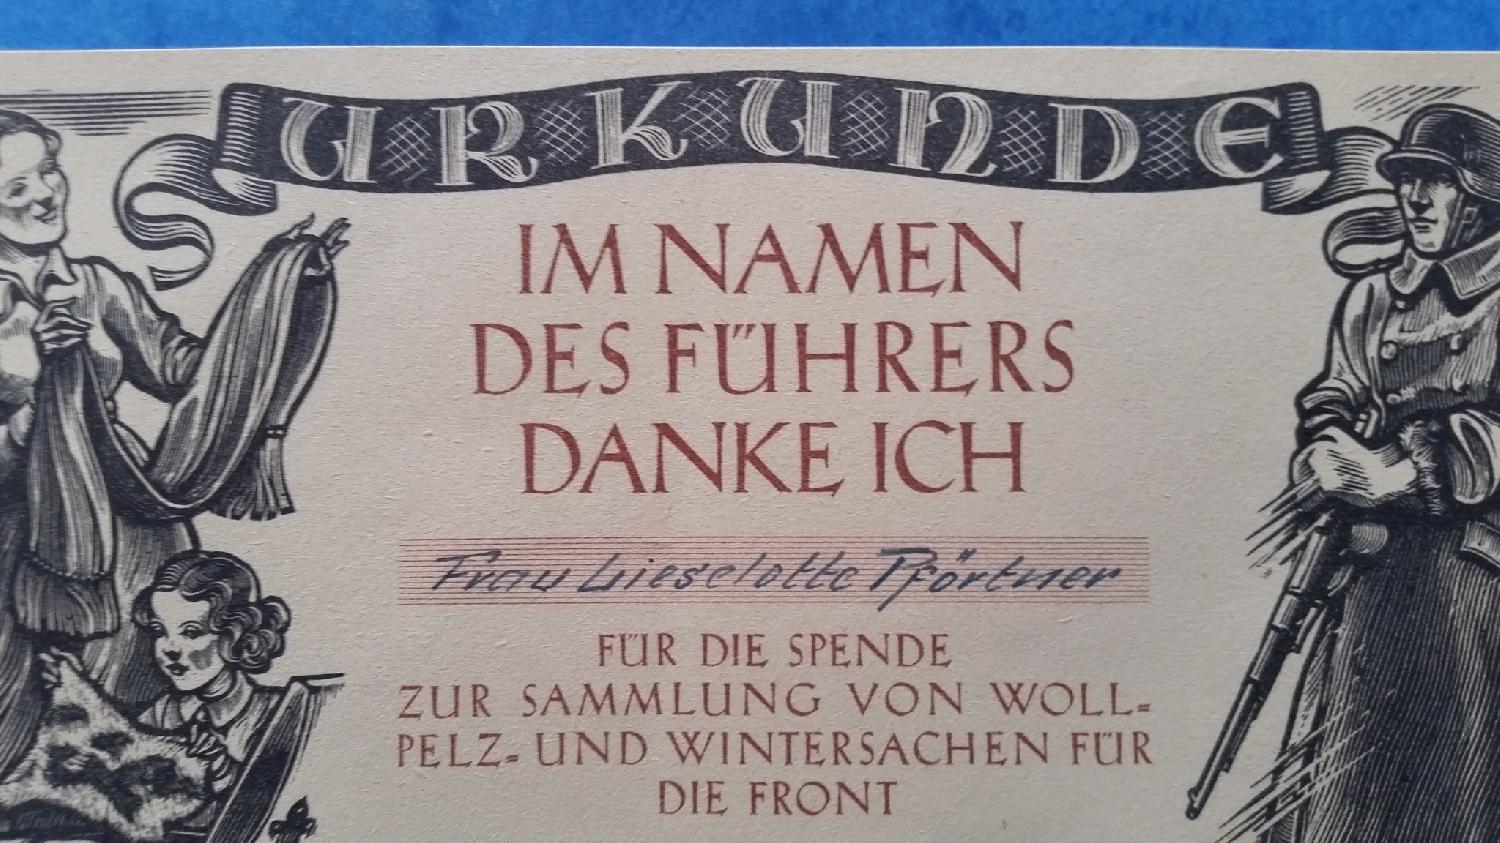 URKUNDE
IM NAMEN
DES FÜHRERS
DANKE ICH
Frau Lieselotte Pförtner
FÜR DIE SPENDE
ZUR SAMMLUNG VON WOLL=
PELZ= UND WINTERSACHEN FÜR
DIE FRONT